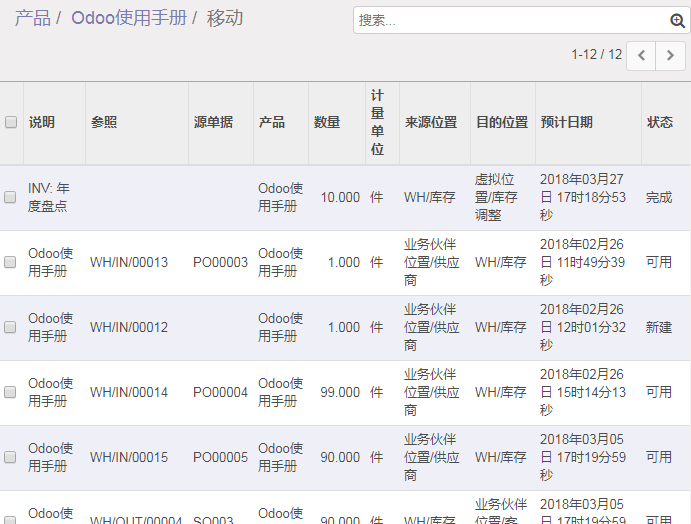 产品 / Odoo使用手册 / 移动
搜索...
1-12 / 12
说明 参照 源单据 产品 数量 计量单位 来源位置 目的位置 预计日期 状态
INV: 年度盘点 Odoo使用手册 10.000 件 WH/库存 虚拟位置/库存调整 2018年03月27日 17时18分53秒 完成
Odoo使用手册 WH/IN/00013 PO00003 Odoo使用手册 1.000 件 业务伙伴位置/供应商 WH/库存 2018年02月26日 11时49分39秒 可用
Odoo使用手册 WH/IN/00012 Odoo使用手册 1.000 件 业务伙伴位置/供应商 WH/库存 2018年02月26日 12时01分32秒 新建
Odoo使用手册 WH/IN/00014 PO00004 Odoo使用手册 99.000 件 业务伙伴位置/供应商 WH/库存 2018年02月26日 15时14分13秒 可用
Odoo使用手册 WH/IN/00015 PO00005 Odoo使用手册 90.000 件 业务伙伴位置/供应商 WH/库存 2018年03月05日 17时19分59秒 可用
Odoo使 WH/OUT/00004 SO003 Odoo使 90.000 件 WH/库存 业务伙伴位置/客 2018年03月05日 17时19分59 可用